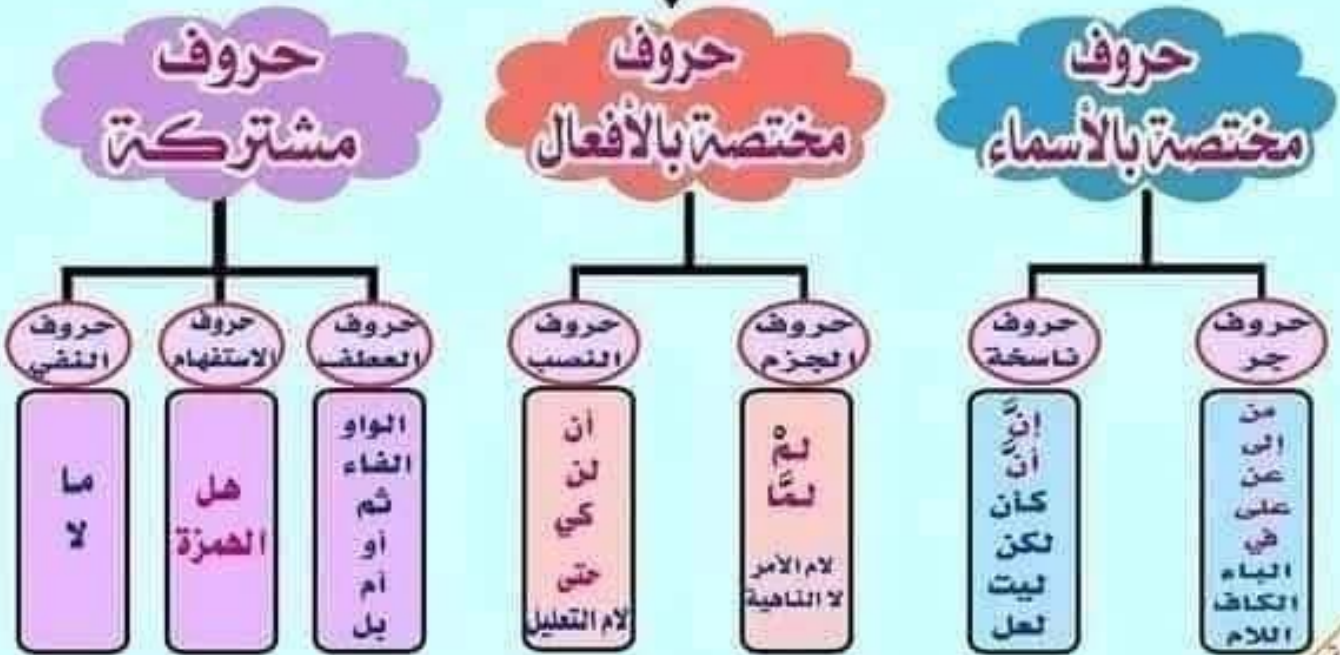 حروف
مختصة بالأسماء
حروف
مختصة بالأفعال
حروف
مشتركة
حروف
جر
حروف
ناسخة
حروف
الجزم
حروف
النصب
حروف
العطف
حروف
الاستفهام
حروف
النفي
من
إلى
عن
على
في
الباء
الكاف
اللام
إنَّ
أنَّ
كأن
لكن
ليت
لعل
لمْ
لمَّا
لام الأمر
لا الناهية
أن
لن
كي
حتى
لام التعليل
الواو
الفاء
ثم
أو
أم
بل
هل
الهمزة
ما
لا